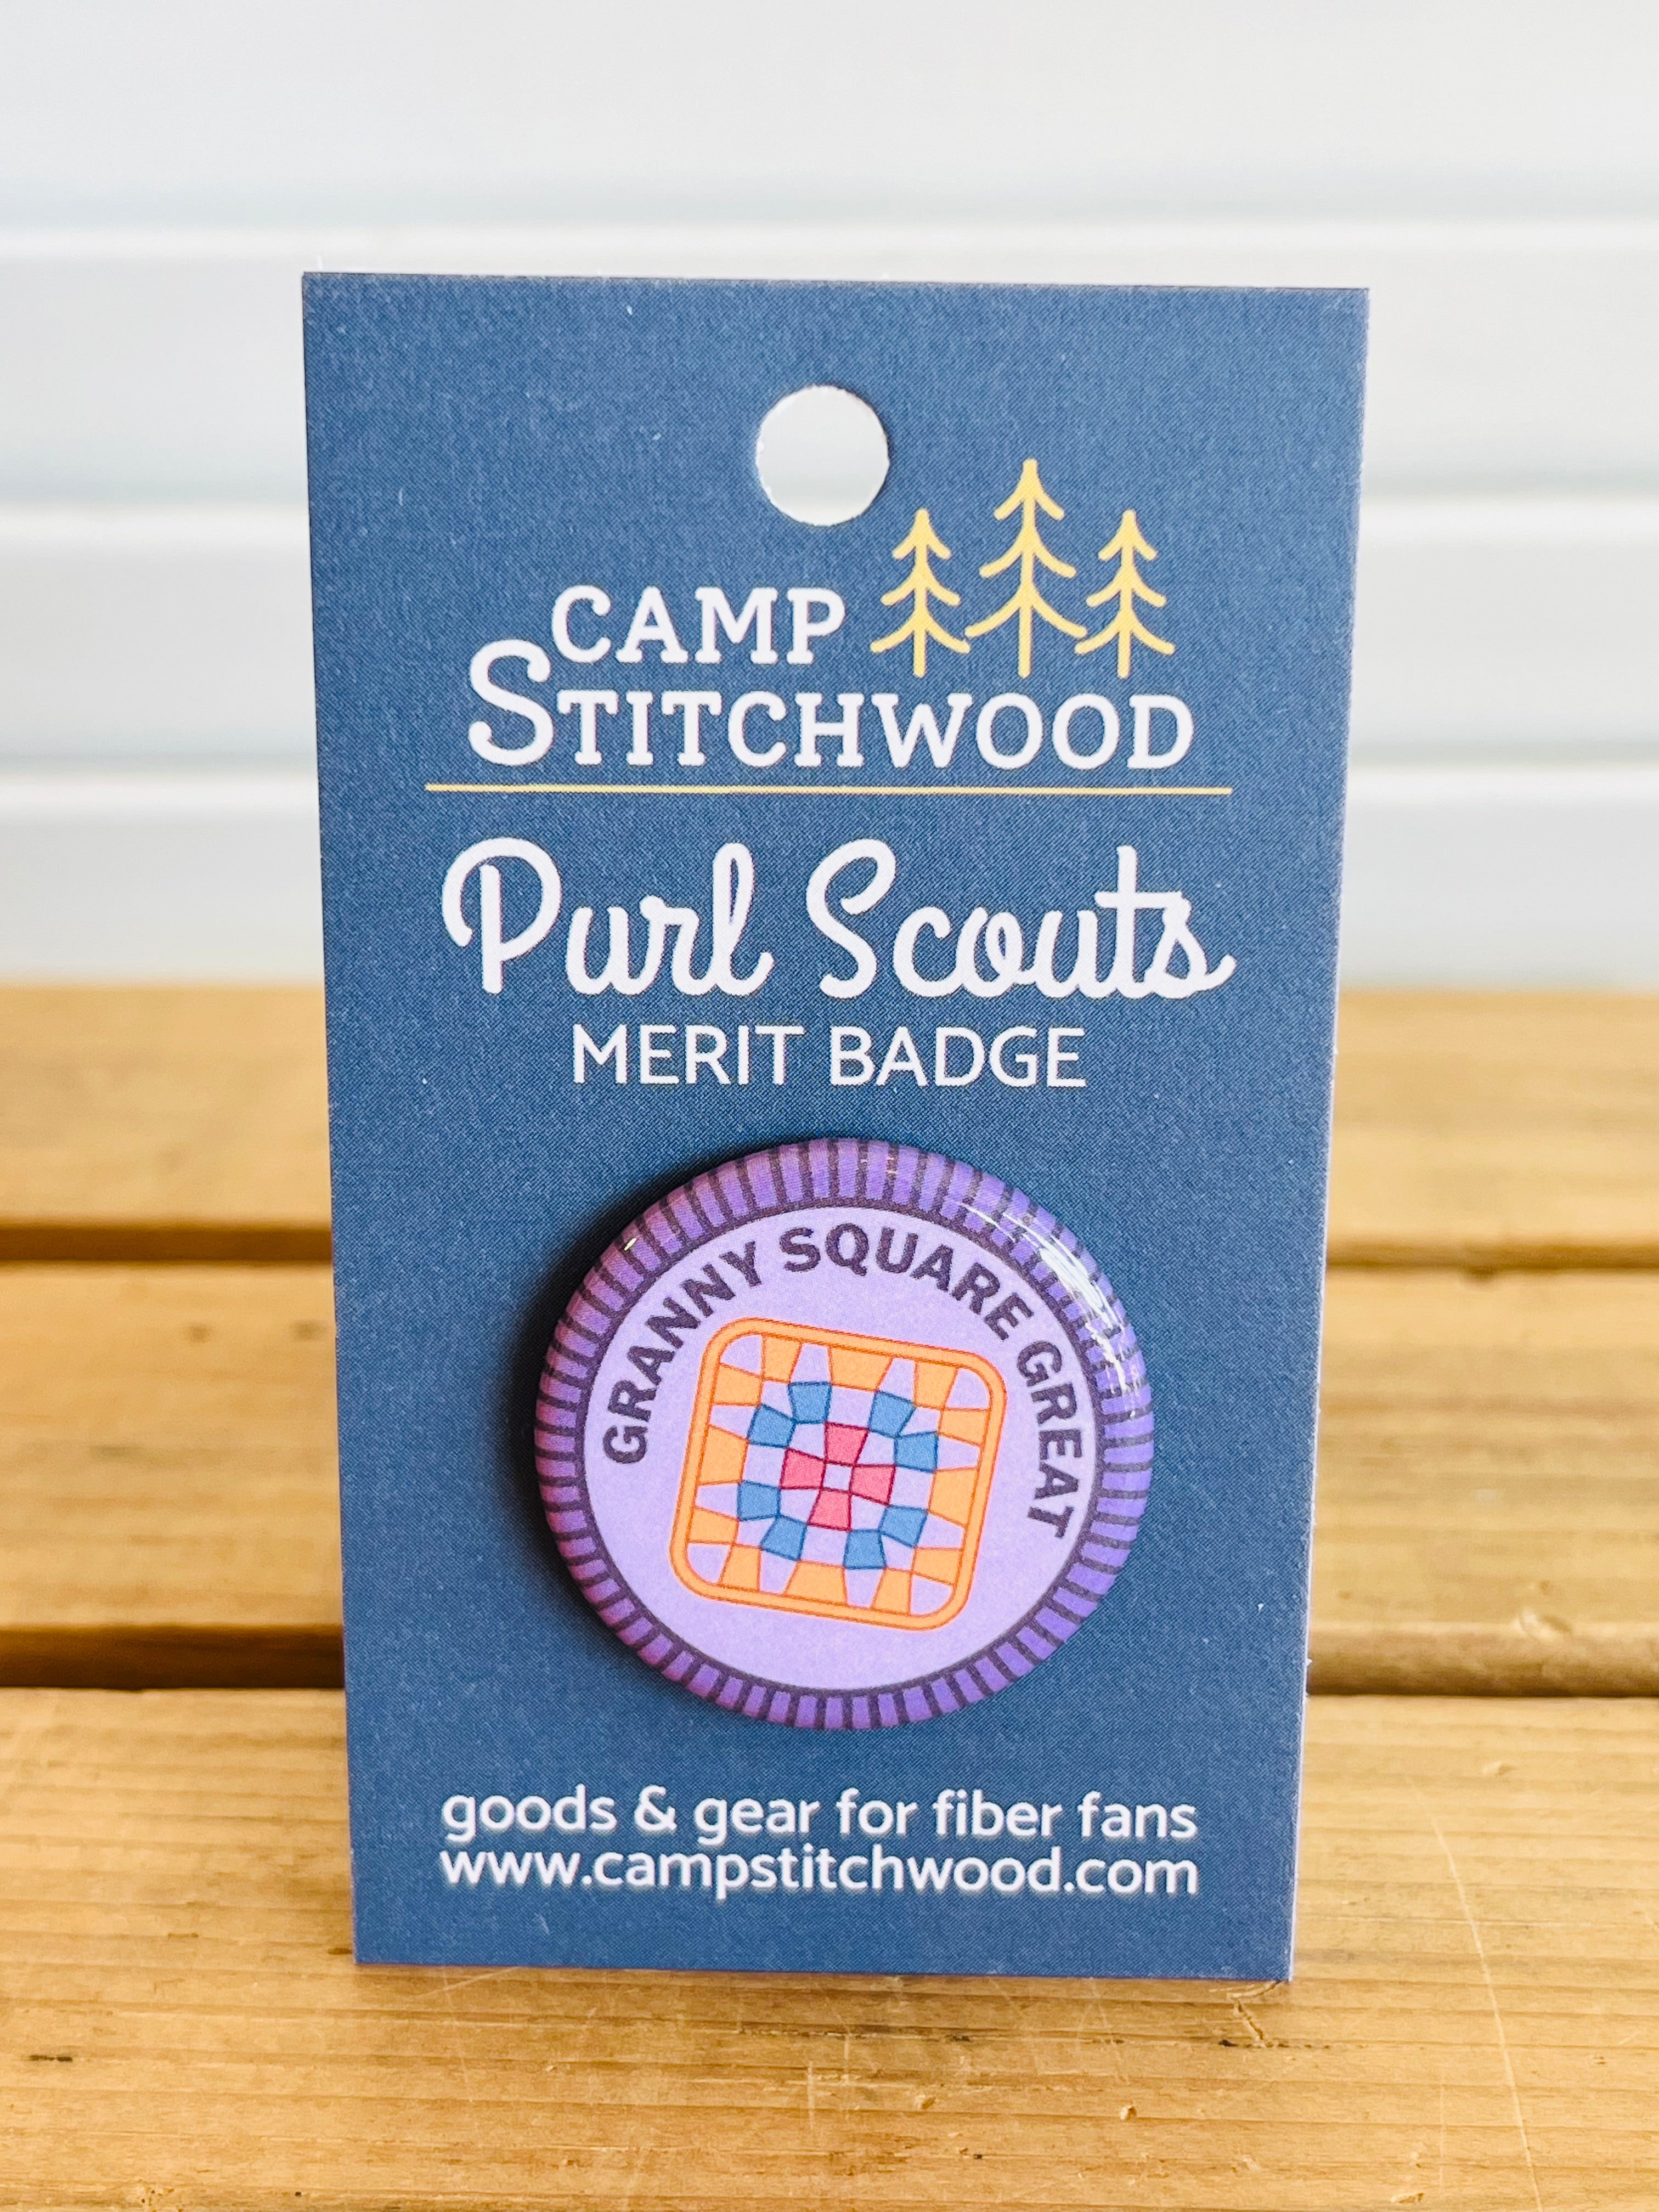 CAMP
STITCHWOOD
Purl Scouts
MERIT BADGE
GRANNY SQUARE GREAT
goods & gear for fiber fans
www.campstitchwood.com